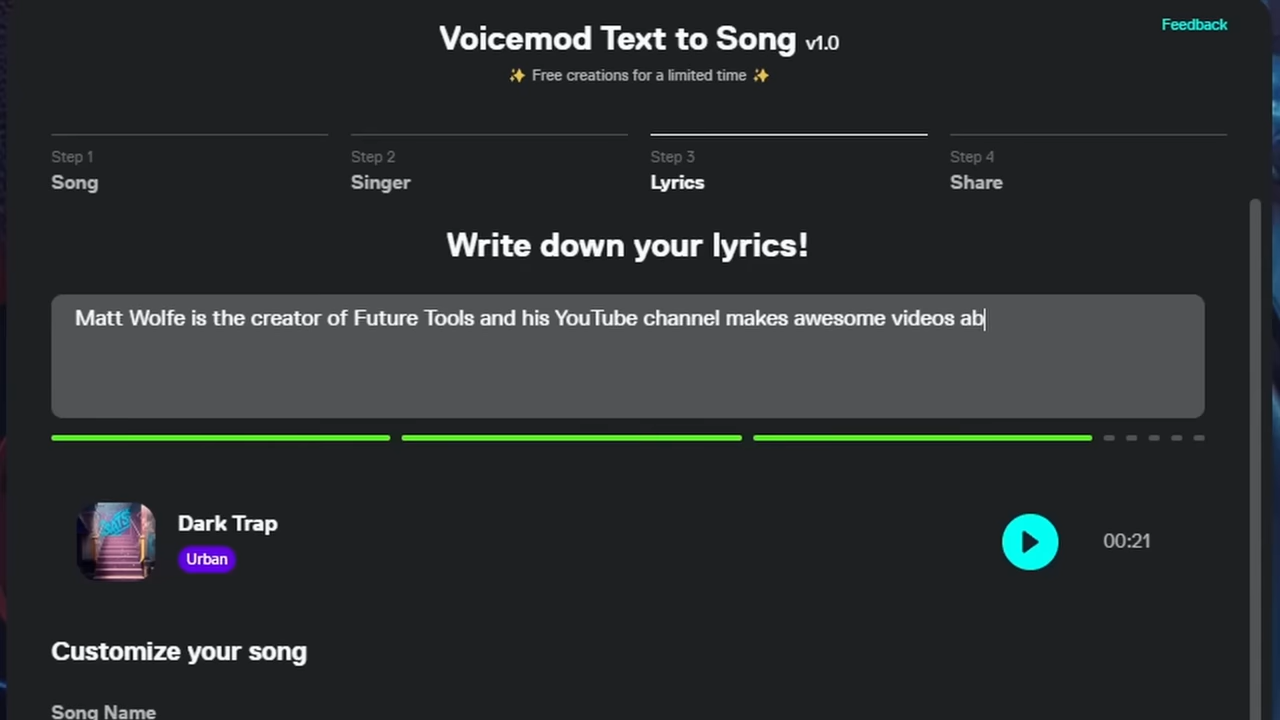 Feedback
Voicemod Text to Song v1.0
✨ Free creations for a limited time ✨
Step 1
Song
Step 2
Singer
Step 3
Lyrics
Step 4
Share
Write down your lyrics!
Matt Wolfe is the creator of Future Tools and his YouTube channel makes awesome videos ab
Dark Trap
Urban
00:21
Customize your song
Song Name